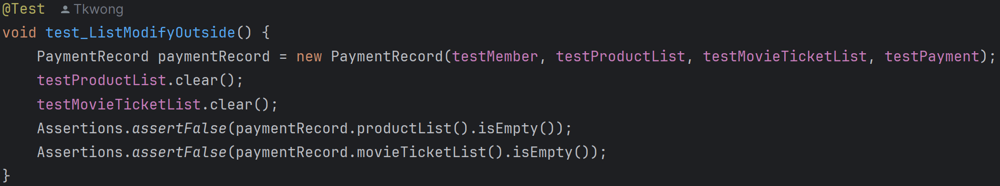 @Test Tkwong
void test_ListModifyOutside() {
    PaymentRecord paymentRecord = new PaymentRecord(testMember, testProductList, testMovieTicketList, testPayment);
    testProductList.clear();
    testMovieTicketList.clear();
    Assertions.assertFalse(paymentRecord.productList().isEmpty());
    Assertions.assertFalse(paymentRecord.movieTicketList().isEmpty());
}